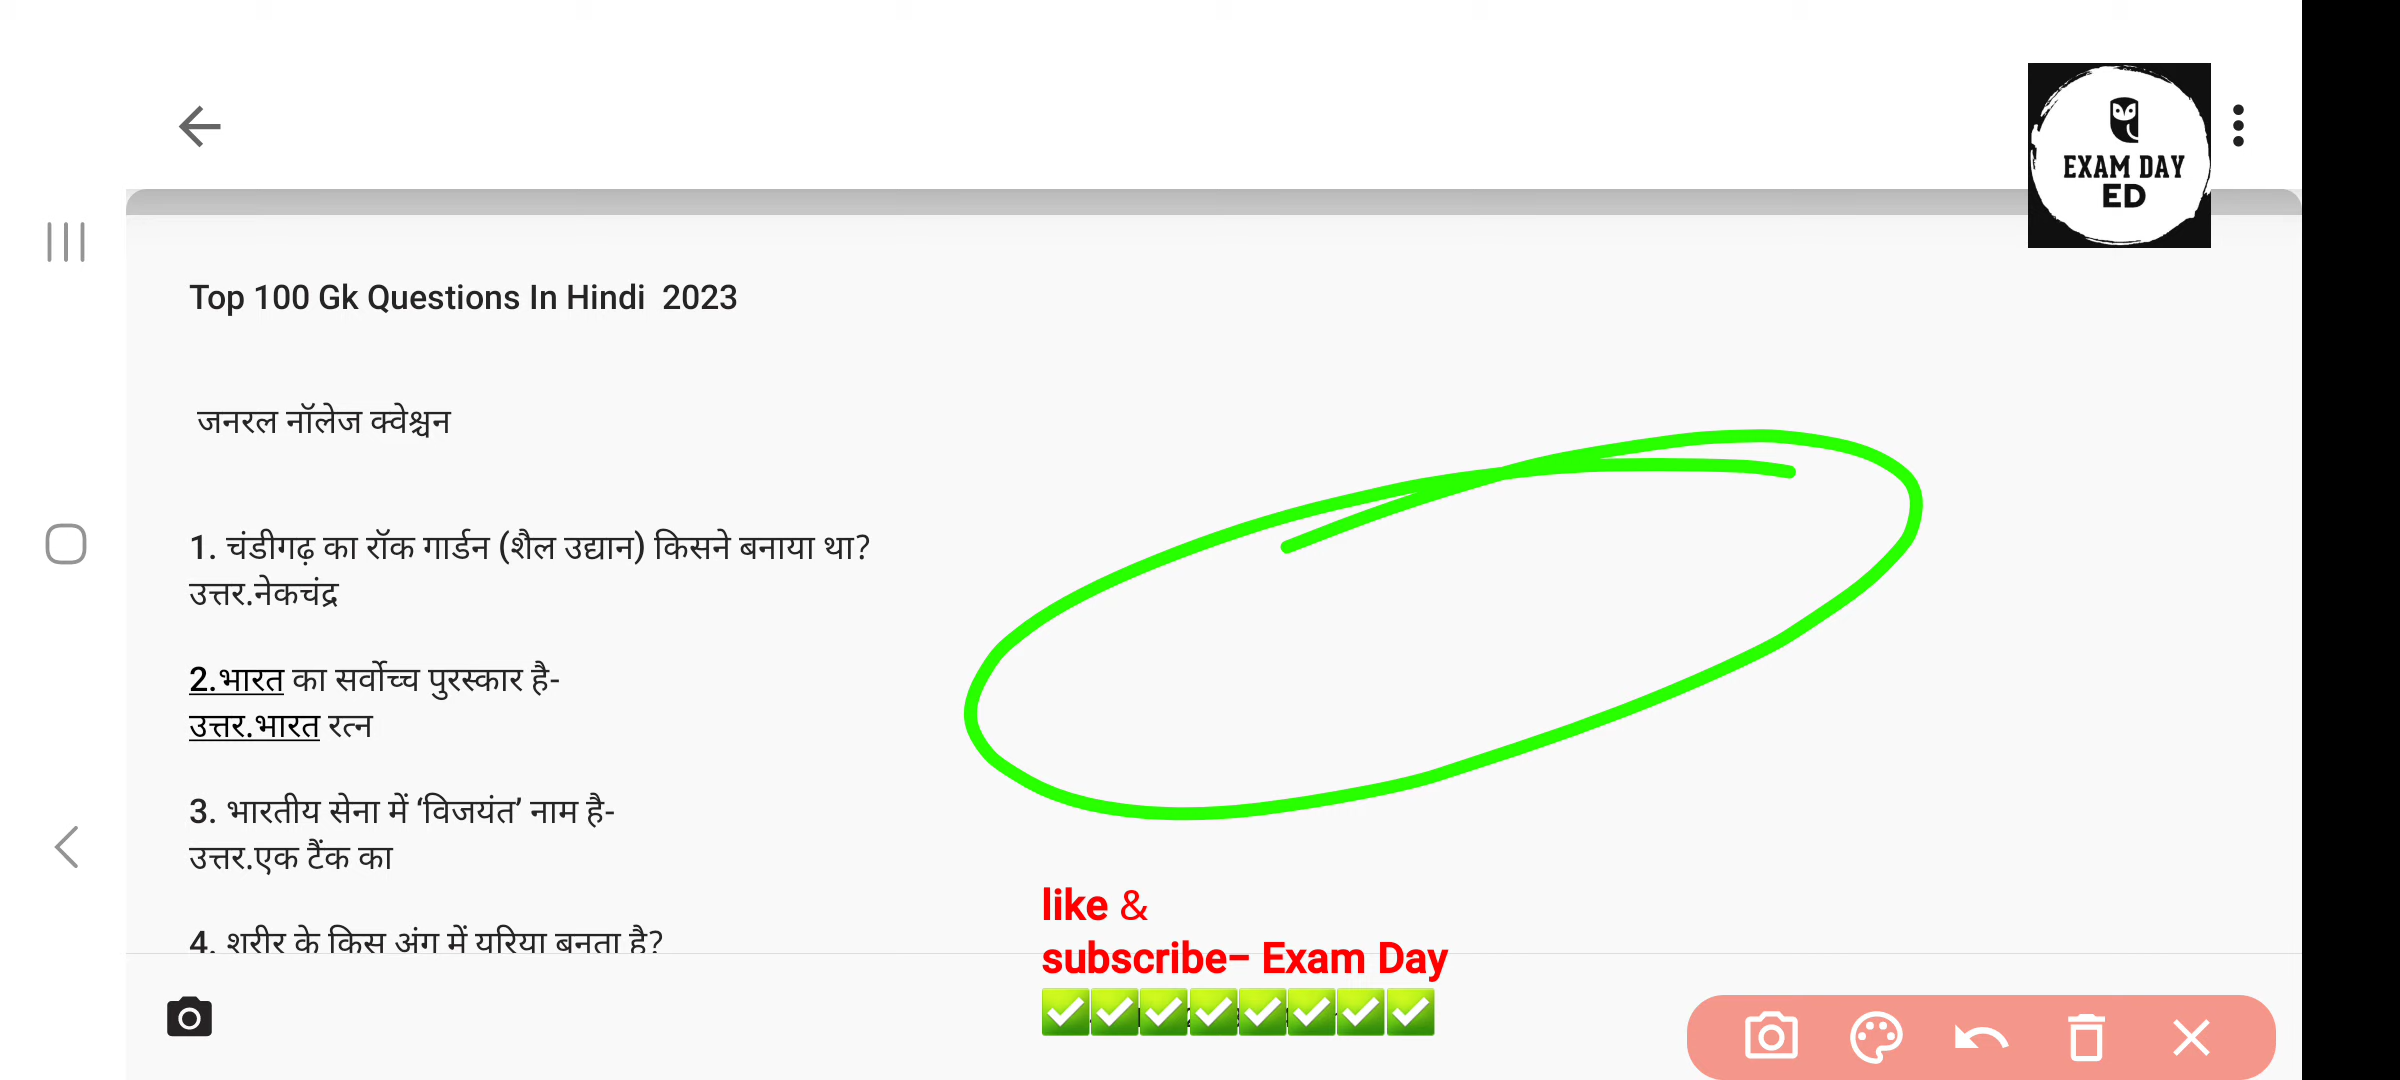 EXAM DAY
ED
Top 100 Gk Questions In Hindi 2023
जनरल नॉलेज क्वेश्चन
1. चंडीगढ़ का रॉक गार्डन (शैल उद्यान) किसने बनाया था?
उत्तर.नेकचंद्र
2.भारत का सर्वोच्च पुरस्कार है-
उत्तर.भारत रत्न
3. भारतीय सेना में ‘विजयंत’ नाम है-
उत्तर.एक टैंक का
4. शरीर के किस अंग में यूरिया बनता है?
like &
subscribe– Exam Day